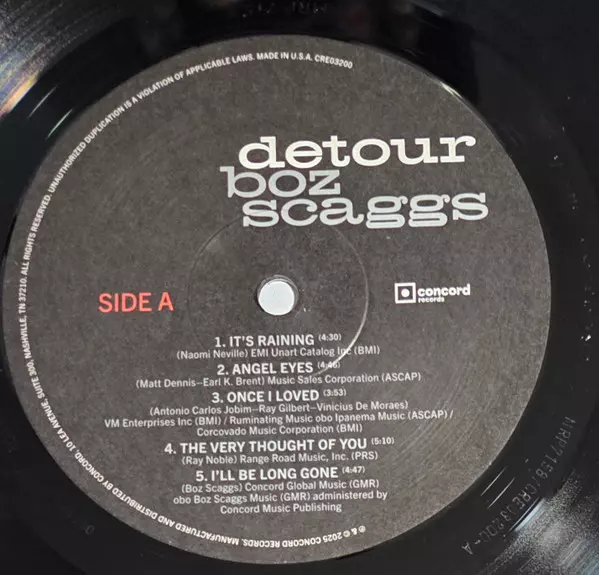 detour
boz
scaggs
SIDE A
concord
records
1. IT'S RAINING (4:30)
(Naomi Neville) EMI Unart Catalog Inc (BMI)
2. ANGEL EYES (4:46)
(Matt Dennis–Earl K. Brent) Music Sales Corporation (ASCAP)
3. ONCE I LOVED (3:53)
(Antonio Carlos Jobim–Ray Gilbert–Vinicius De Moraes)
VM Enterprises Inc (BMI) / Ruminating Music obo Ipanema Music (ASCAP) /
Corcovado Music Corporation (BMI)
4. THE VERY THOUGHT OF YOU (5:10)
(Ray Noble) Range Road Music, Inc. (PRS)
5. I'LL BE LONG GONE (4:47)
(Boz Scaggs) Concord Global Music (GMR)
obo Boz Scaggs Music (GMR) administered by
Concord Music Publishing
℗ & © 2025 CONCORD RECORDS. MANUFACTURED AND DISTRIBUTED BY CONCORD, 10 LEA AVENUE, SUITE 300, NASHVILLE, TN 37210. ALL RIGHTS RESERVED. UNAUTHORIZED DUPLICATION IS A VIOLATION OF APPLICABLE LAWS. MADE IN U.S.A. CRE03200